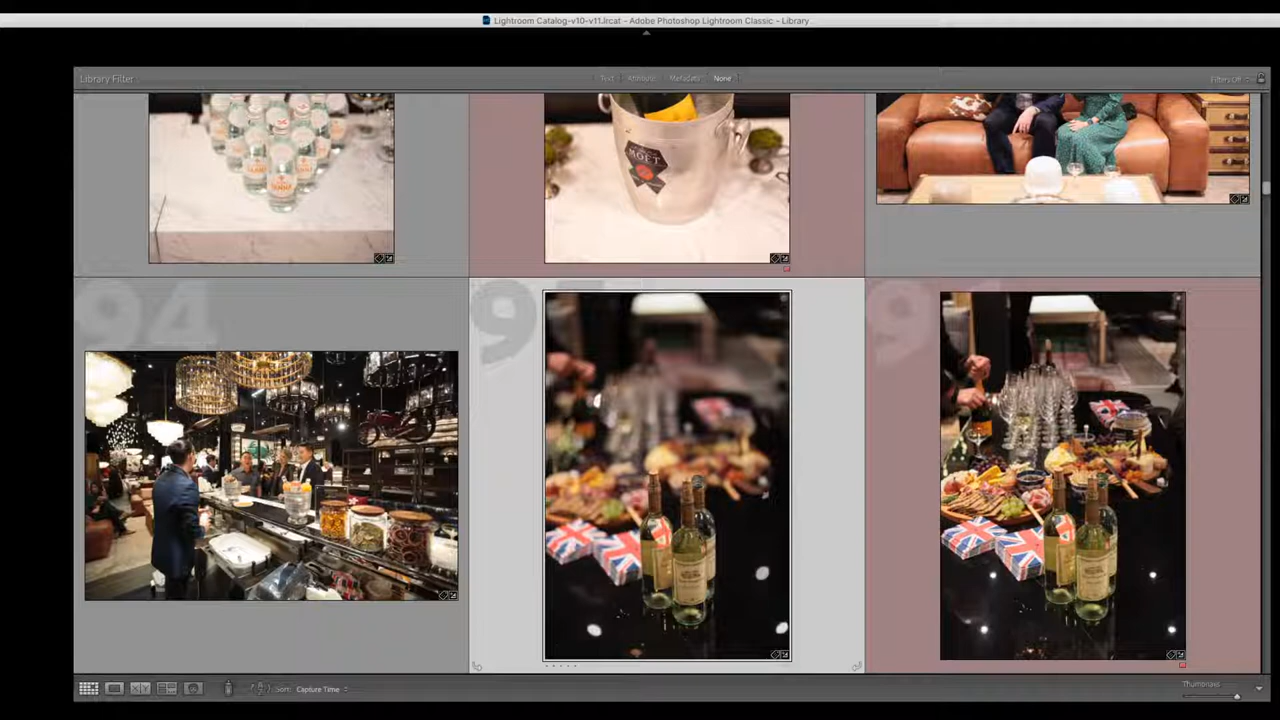 Lightroom Catalog-v10-v11.lrcat - Adobe Photoshop Lightroom Classic - Library
Library Filter :
Text
Attribute
Metadata
None
Filters Off
MOËT
94
Sort: Capture Time
Thumbnails